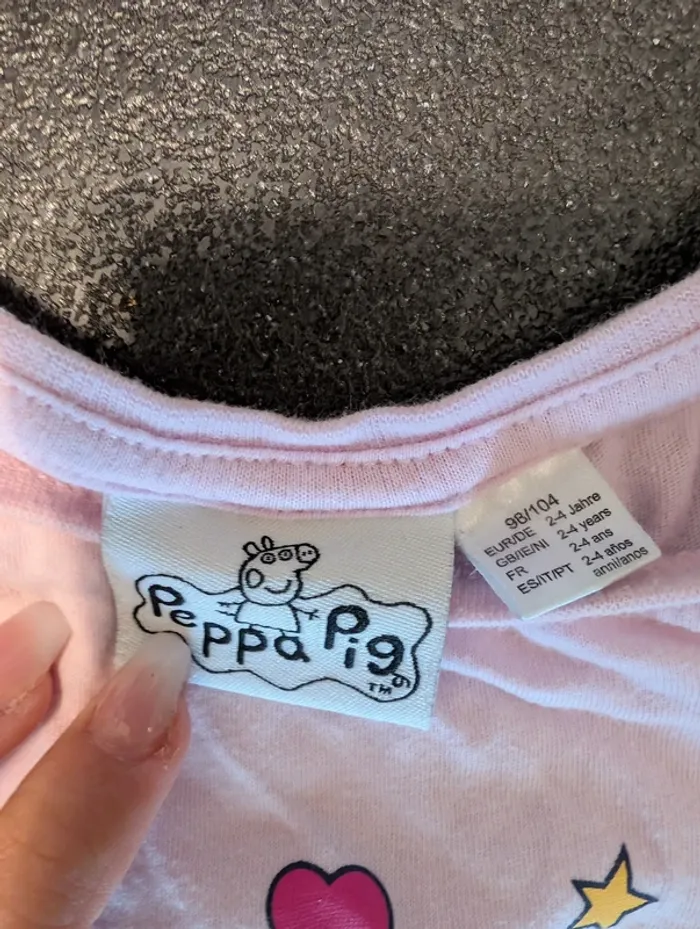 Peppa Pig
TM
98/104
EUR/DE 2-4 Jahre
GB/IE/NI 2-4 years
FR 2-4 ans
ES/IT/PT 2-4 años
anni/anos